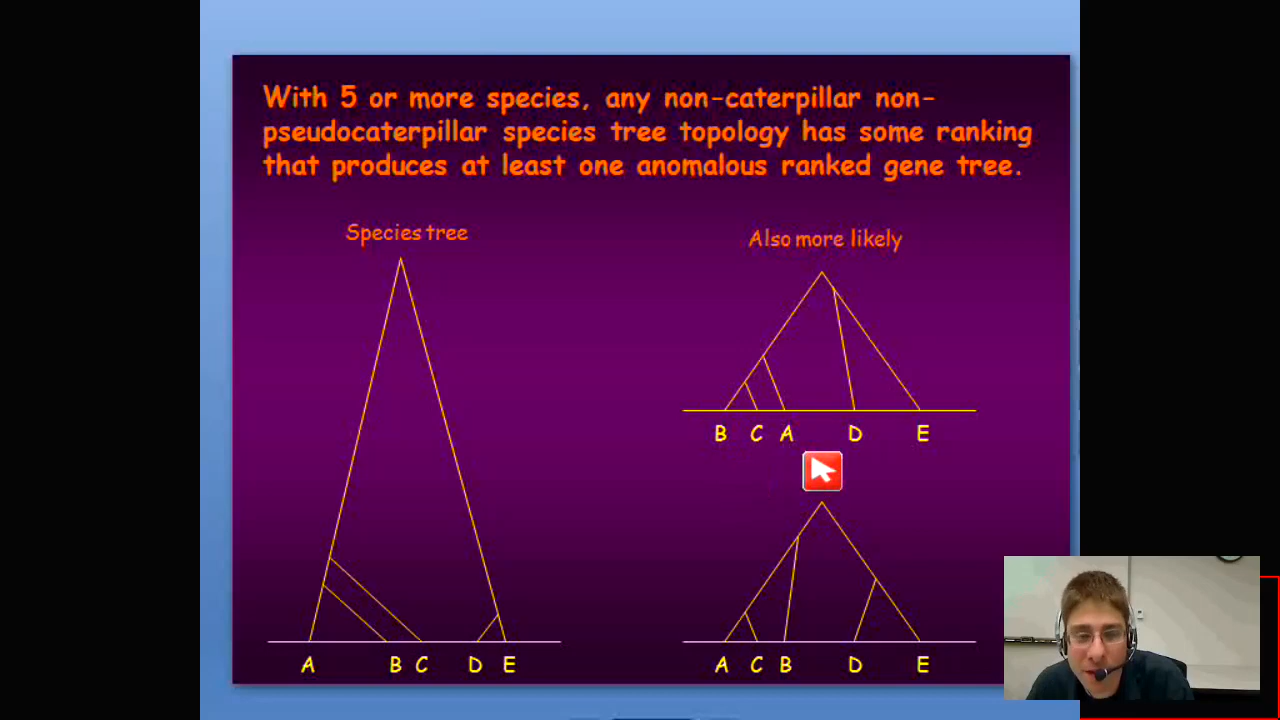 With 5 or more species, any non-caterpillar non-
pseudocaterpillar species tree topology has some ranking
that produces at least one anomalous ranked gene tree.
Species tree
Also more likely
B C A D E
A B C D E
A C B D E